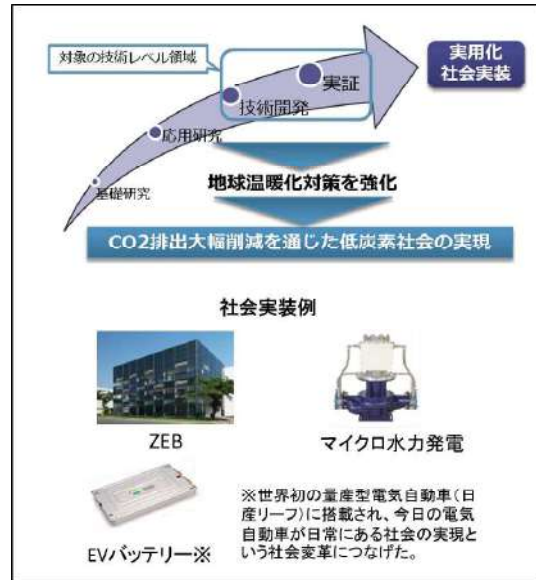 対象の技術レベル領域
実用化
社会実装
実証
技術開発
応用研究
基礎研究
地球温暖化対策を強化
CO2排出大幅削減を通じた低炭素社会の実現
社会実装例
ZEB
マイクロ水力発電
EVバッテリー※
※世界初の量産型電気自動車(日
産リーフ)に搭載され、今日の電気
自動車が日常にある社会の実現と
いう社会変革につなげた。